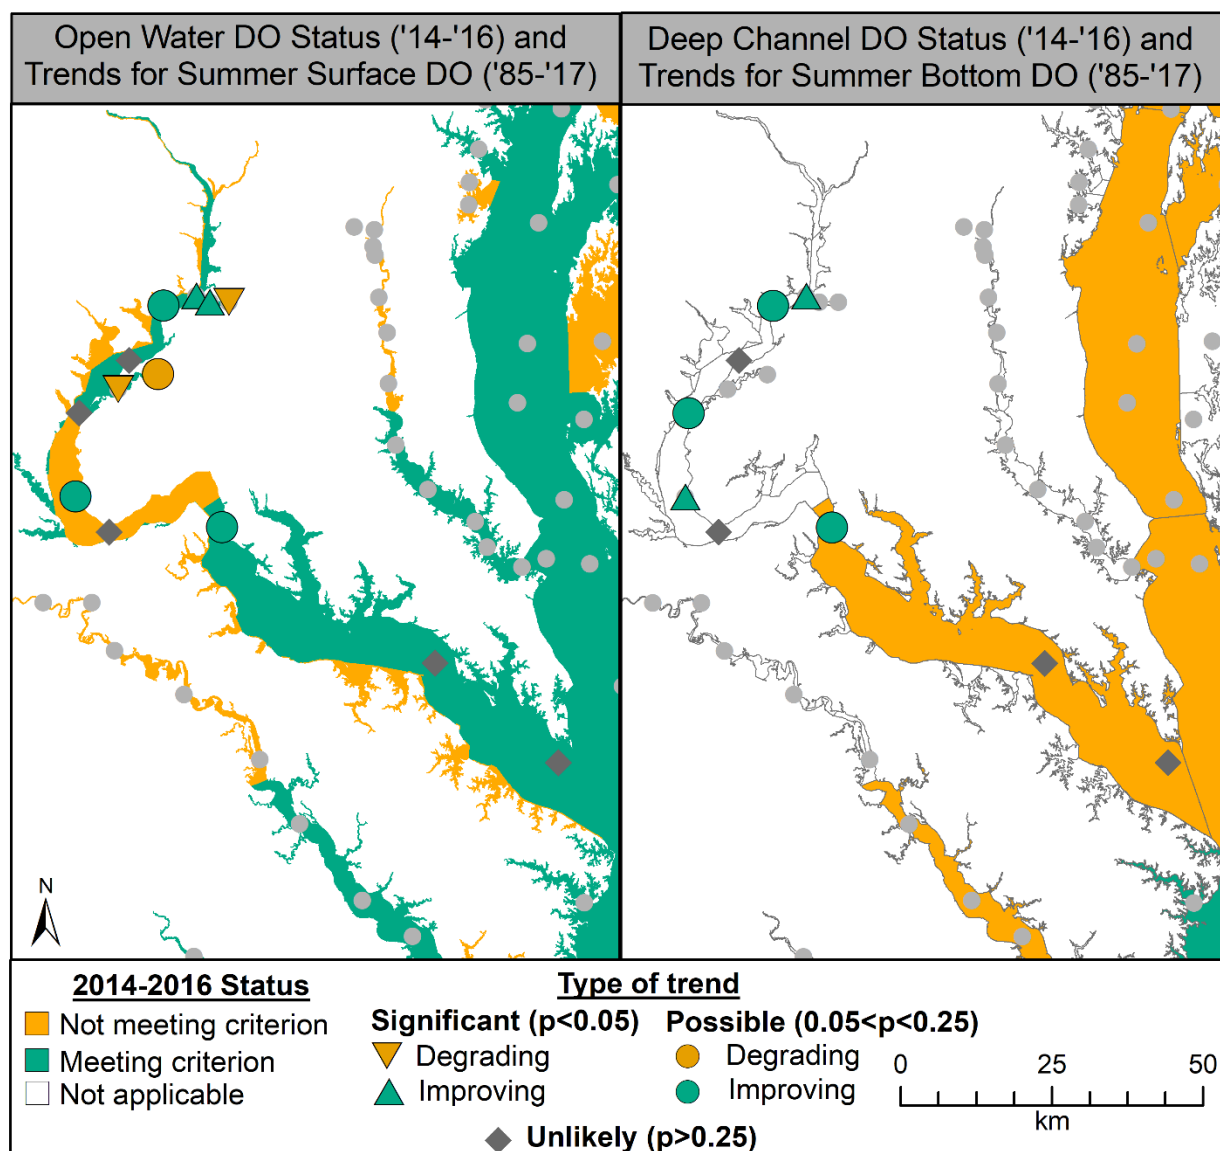 Open Water DO Status ('14-'16) and
Trends for Summer Surface DO ('85-'17)
Deep Channel DO Status ('14-'16) and
Trends for Summer Bottom DO ('85-'17)
N
2014-2016 Status
Not meeting criterion
Meeting criterion
Not applicable
Type of trend
Significant (p<0.05)
Degrading
Improving
Possible (0.05<p<0.25)
Degrading
Improving
Unlikely (p>0.25)
0 25 50
km